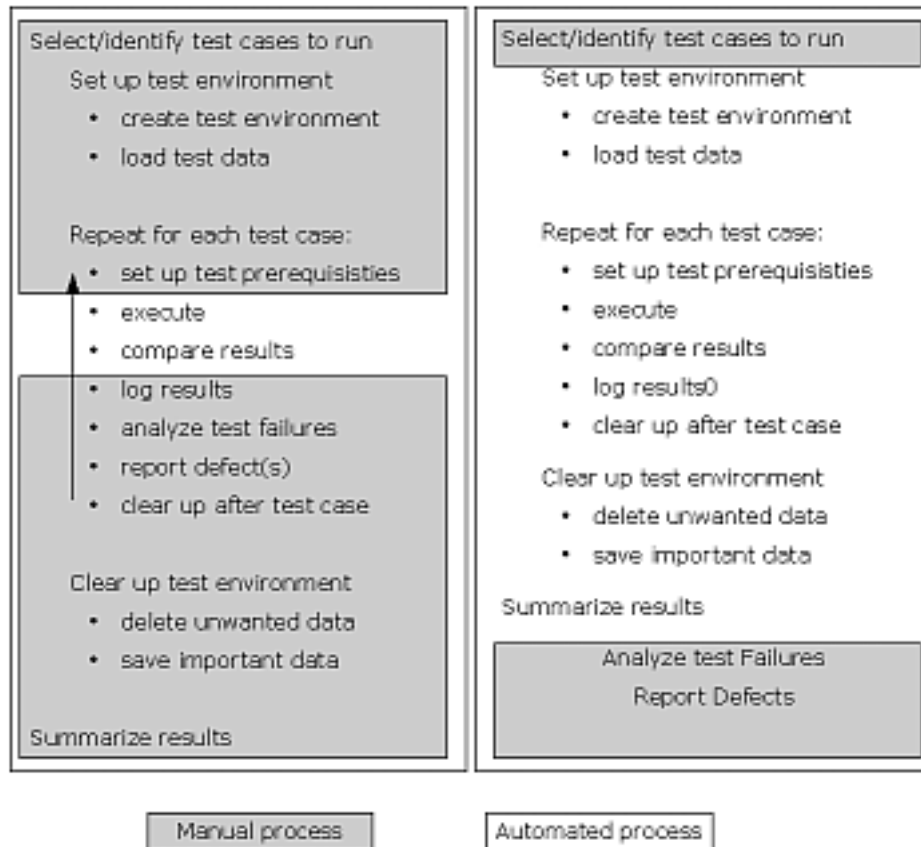 Select/identify test cases to run
Set up test environment
• create test environment
• load test data
Repeat for each test case:
• set up test prerequisisties
• execute
• compare results
• log results
• analyze test failures
• report defect(s)
• clear up after test case
Clear up test environment
• delete unwanted data
• save important data
Summarize results
Select/identify test cases to run
Set up test environment
• create test environment
• load test data
Repeat for each test case:
• set up test prerequisisties
• execute
• compare results
• log results0
• clear up after test case
Clear up test environment
• delete unwanted data
• save important data
Summarize results
Analyze test Failures
Report Defects
Manual process
Automated process